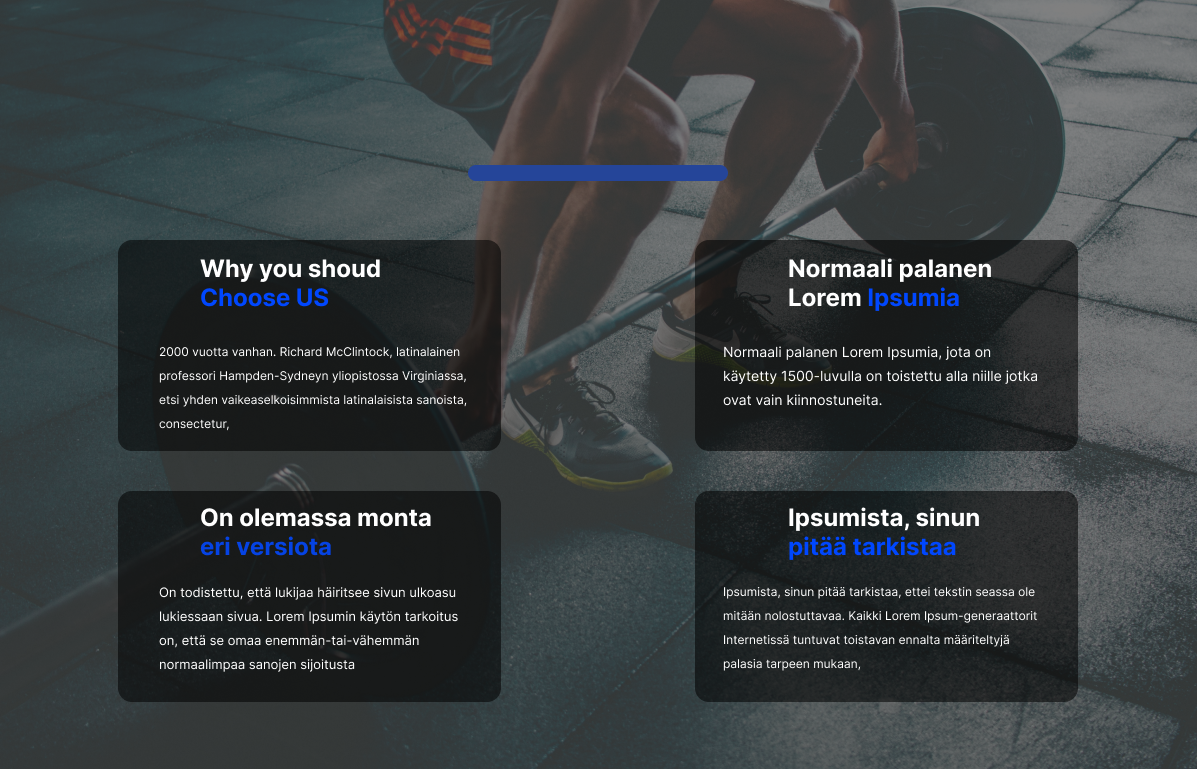 Why you shoud
Choose US
2000 vuotta vanhan. Richard McClintock, latinalainen
professori Hampden-Sydneyn yliopistossa Virginiassa,
etsi yhden vaikeaselkoisimmista latinalaisista sanoista,
consectetur,
Normaali palanen
Lorem Ipsumia
Normaali palanen Lorem Ipsumia, jota on
käytetty 1500-luvulla on toistettu alla niille jotka
ovat vain kiinnostuneita.
On olemassa monta
eri versiota
On todistettu, että lukijaa häiritsee sivun ulkoasu
lukiessaan sivua. Lorem Ipsumin käytön tarkoitus
on, että se omaa enemmän-tai-vähemmän
normaalimpaa sanojen sijoitusta
Ipsumista, sinun
pitää tarkistaa
Ipsumista, sinun pitää tarkistaa, ettei tekstin seassa ole
mitään nolostuttavaa. Kaikki Lorem Ipsum-generaattorit
Internetissä tuntuvat toistavan ennalta määriteltyjä
palasia tarpeen mukaan,